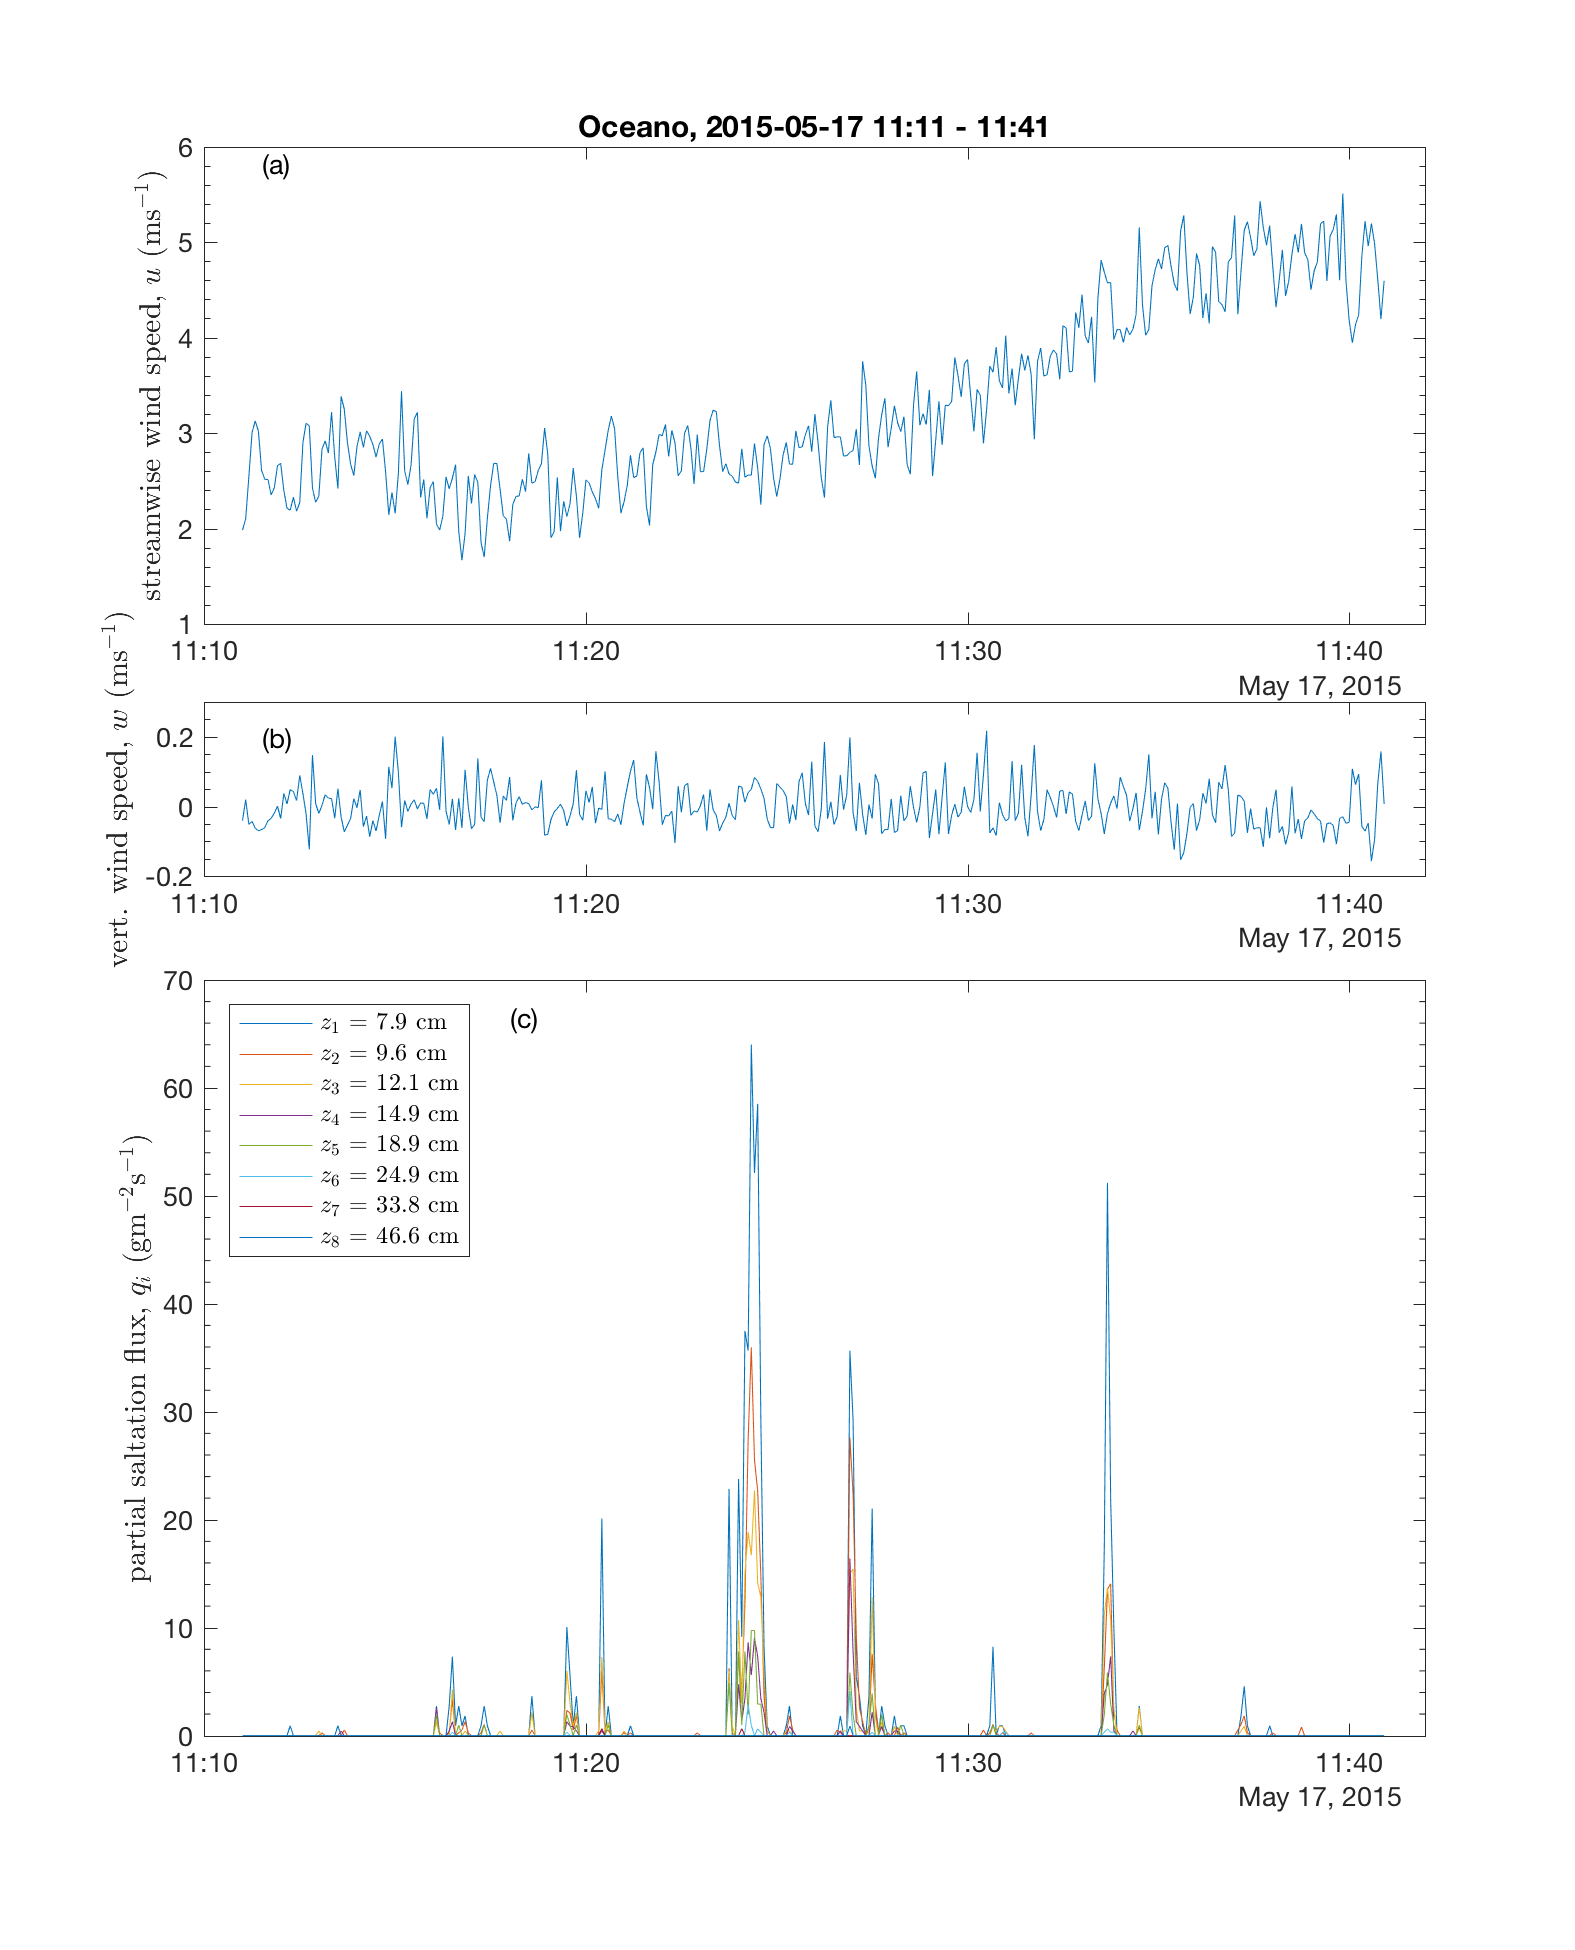 Oceano, 2015-05-17 11:11 - 11:41
(a)
streamwise wind speed, u (ms⁻¹)
6
5
4
3
2
1
11:10 11:20 11:30 11:40
May 17, 2015
(b)
vert. wind speed, w (ms⁻¹)
0.2
0
-0.2
11:10 11:20 11:30 11:40
May 17, 2015
(c)
partial saltation flux, qᵢ (gm⁻²s⁻¹)
70
60
50
40
30
20
10
0
z₁ = 7.9 cm
z₂ = 9.6 cm
z₃ = 12.1 cm
z₄ = 14.9 cm
z₅ = 18.9 cm
z₆ = 24.9 cm
z₇ = 33.8 cm
z₈ = 46.6 cm
11:10 11:20 11:30 11:40
May 17, 2015